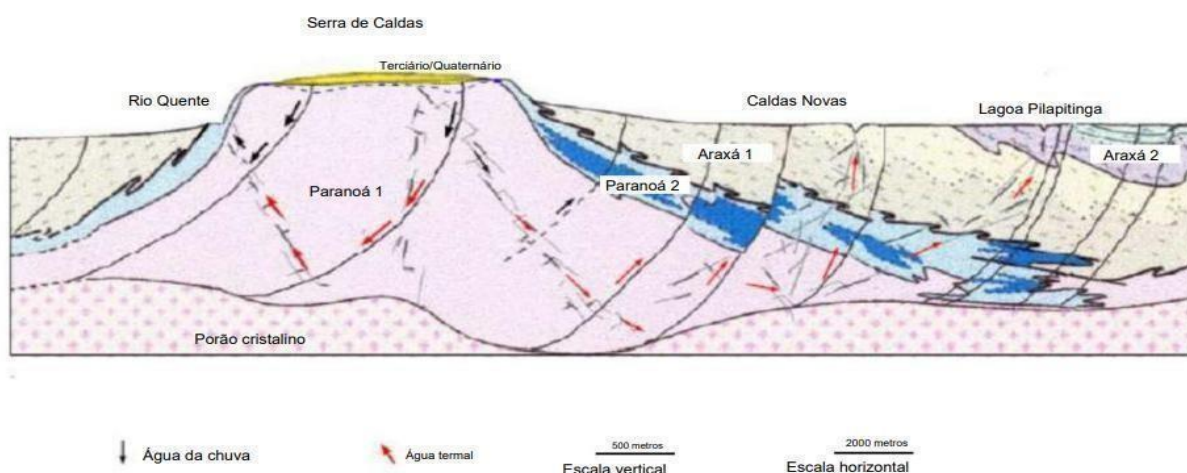 Serra de Caldas
Terciário/Quaternário
Rio Quente
Caldas Novas
Lagoa Pilapitinga
Araxá 1
Araxá 2
Paranoá 1
Paranoá 2
Porão cristalino
Água da chuva
Água termal
500 metros
Escala vertical
2000 metros
Escala horizontal